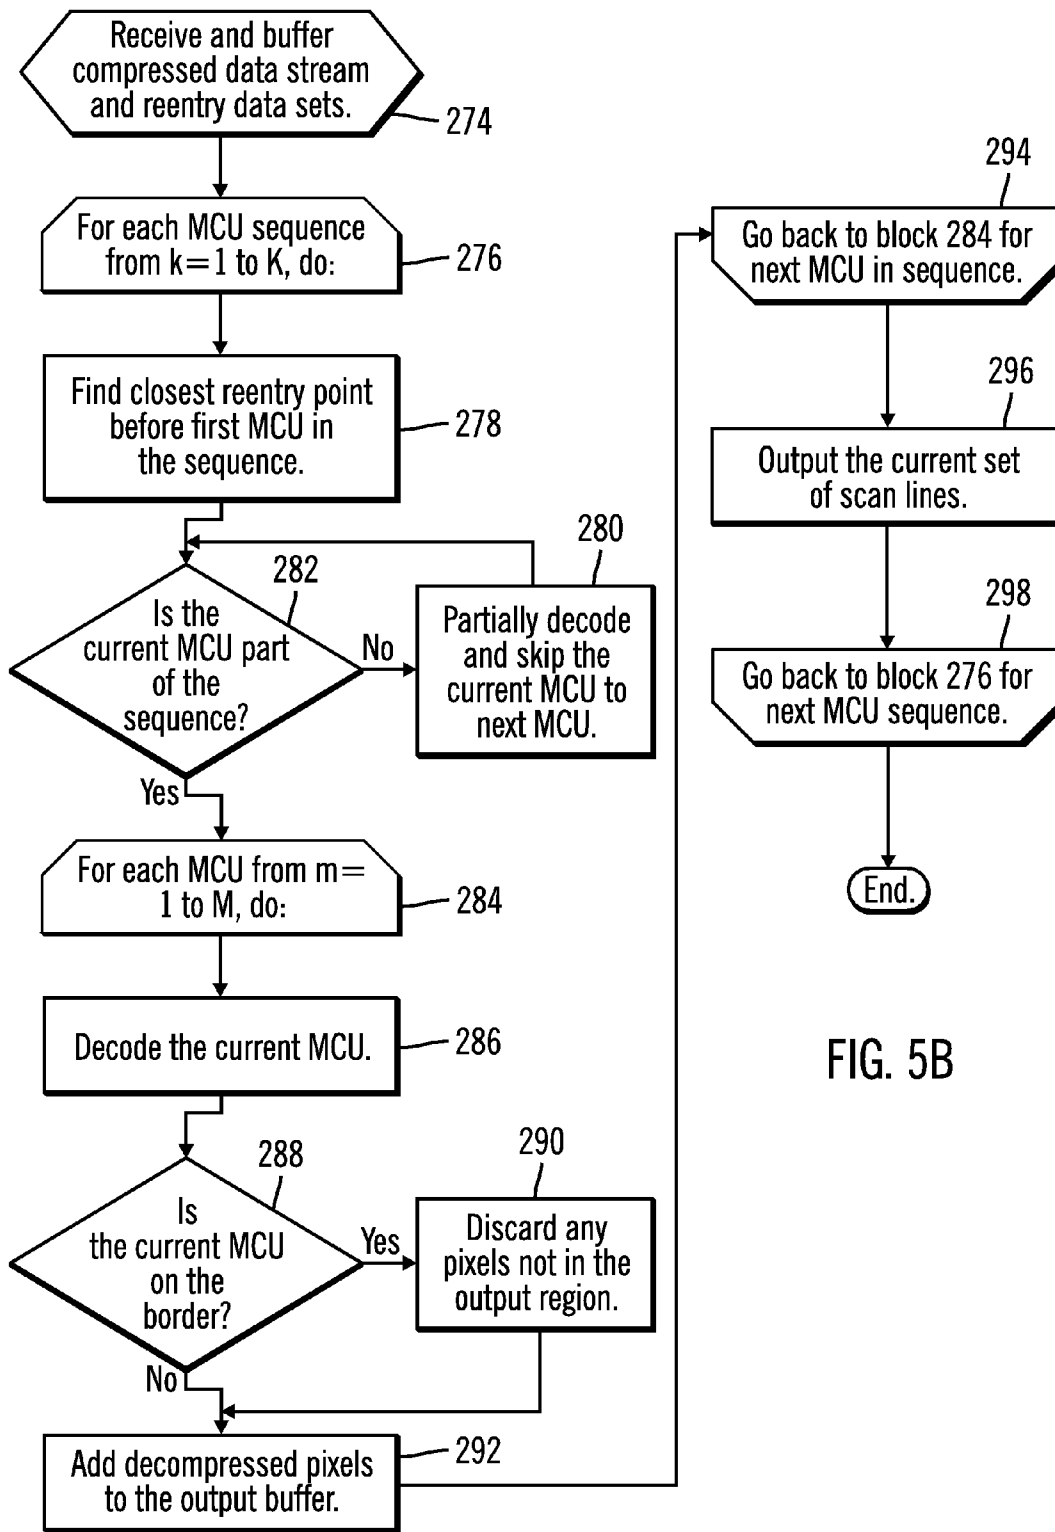 Receive and buffer
compressed data stream
and reentry data sets.
274
For each MCU sequence
from k=1 to K, do:
276
Find closest reentry point
before first MCU in
the sequence.
278
280
282
Is the
current MCU part
of the
sequence?
No
Partially decode
and skip the
current MCU to
next MCU.
Yes
For each MCU from m=
1 to M, do:
284
Decode the current MCU.
286
288
290
Is
the current MCU
on the
border?
Yes
Discard any
pixels not in the
output region.
No
Add decompressed pixels
to the output buffer.
292
294
Go back to block 284 for
next MCU in sequence.
296
Output the current set
of scan lines.
298
Go back to block 276 for
next MCU sequence.
End.
FIG. 5B